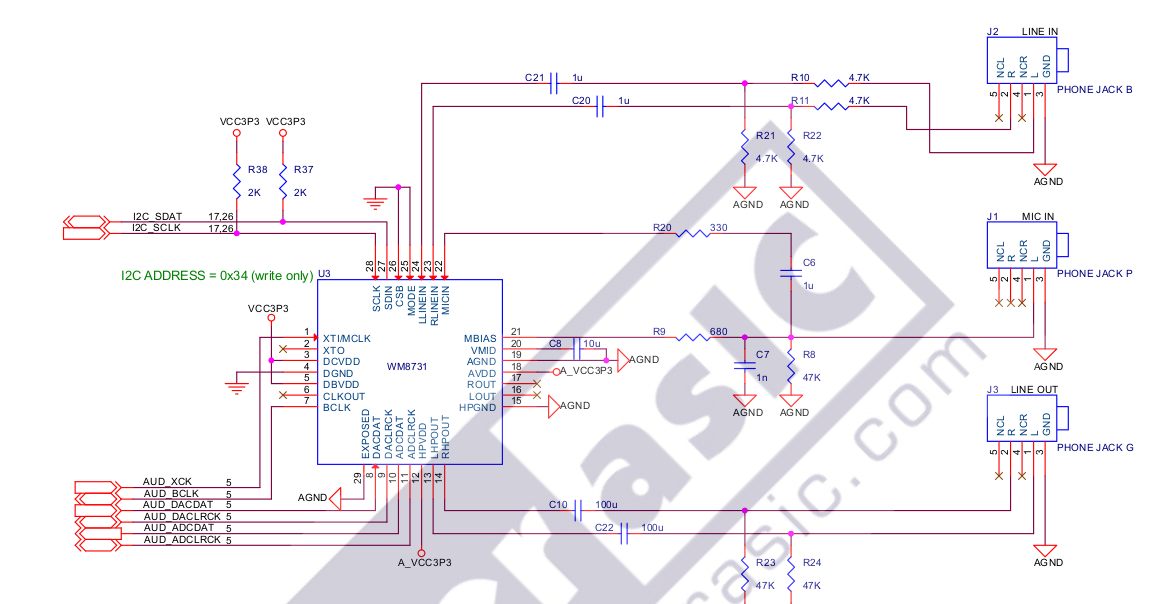 J2 LINE IN
NCL R NCR L GND
5 2 4 1 3
PHONE JACK B
C21 1u
R10 4.7K
C20 1u
R11 4.7K
VCC3P3 VCC3P3
R21 4.7K
R22 4.7K
R38 2K
R37 2K
AGND AGND
AGND
I2C_SDAT 17,26
I2C_SCLK 17,26
J1 MIC IN
NCL R NCR L GND
5 2 4 1 3
PHONE JACK P
R20 330
C6 1u
28 27 26 25 24 23 22
I2C ADDRESS = 0x34 (write only)
U3
SCLK SDIN CSB MODE LLINEIN RLINEIN MICIN
VCC3P3
1 XTI/MCLK
2 XTO
3 DCVDD
4 DGND
5 DBVDD
6 CLKOUT
7 BCLK
WM8731
MBIAS 21
VMID 20
AGND 19
AVDD 18
ROUT 17
LOUT 16
HPGND 15
R9 680
C8 10u
AGND
A_VCC3P3
AGND
C7 1n
R8 47K
AGND AGND
AGND
J3 LINE OUT
NCL R NCR L GND
5 2 4 1 3
PHONE JACK G
EXPOSED DACDAT DACLRCK ADCDAT ADCLRCK HPVDD LHPOUT RHPOUT
29 8 9 10 11 12 13 14
AGND
AUD_XCK 5
AUD_BCLK 5
AUD_DACDAT 5
AUD_DACLRCK 5
AUD_ADCDAT 5
AUD_ADCLRCK 5
A_VCC3P3
C10 100u
C22 100u
AGND
R23 47K
R24 47K
rasic
asic.com